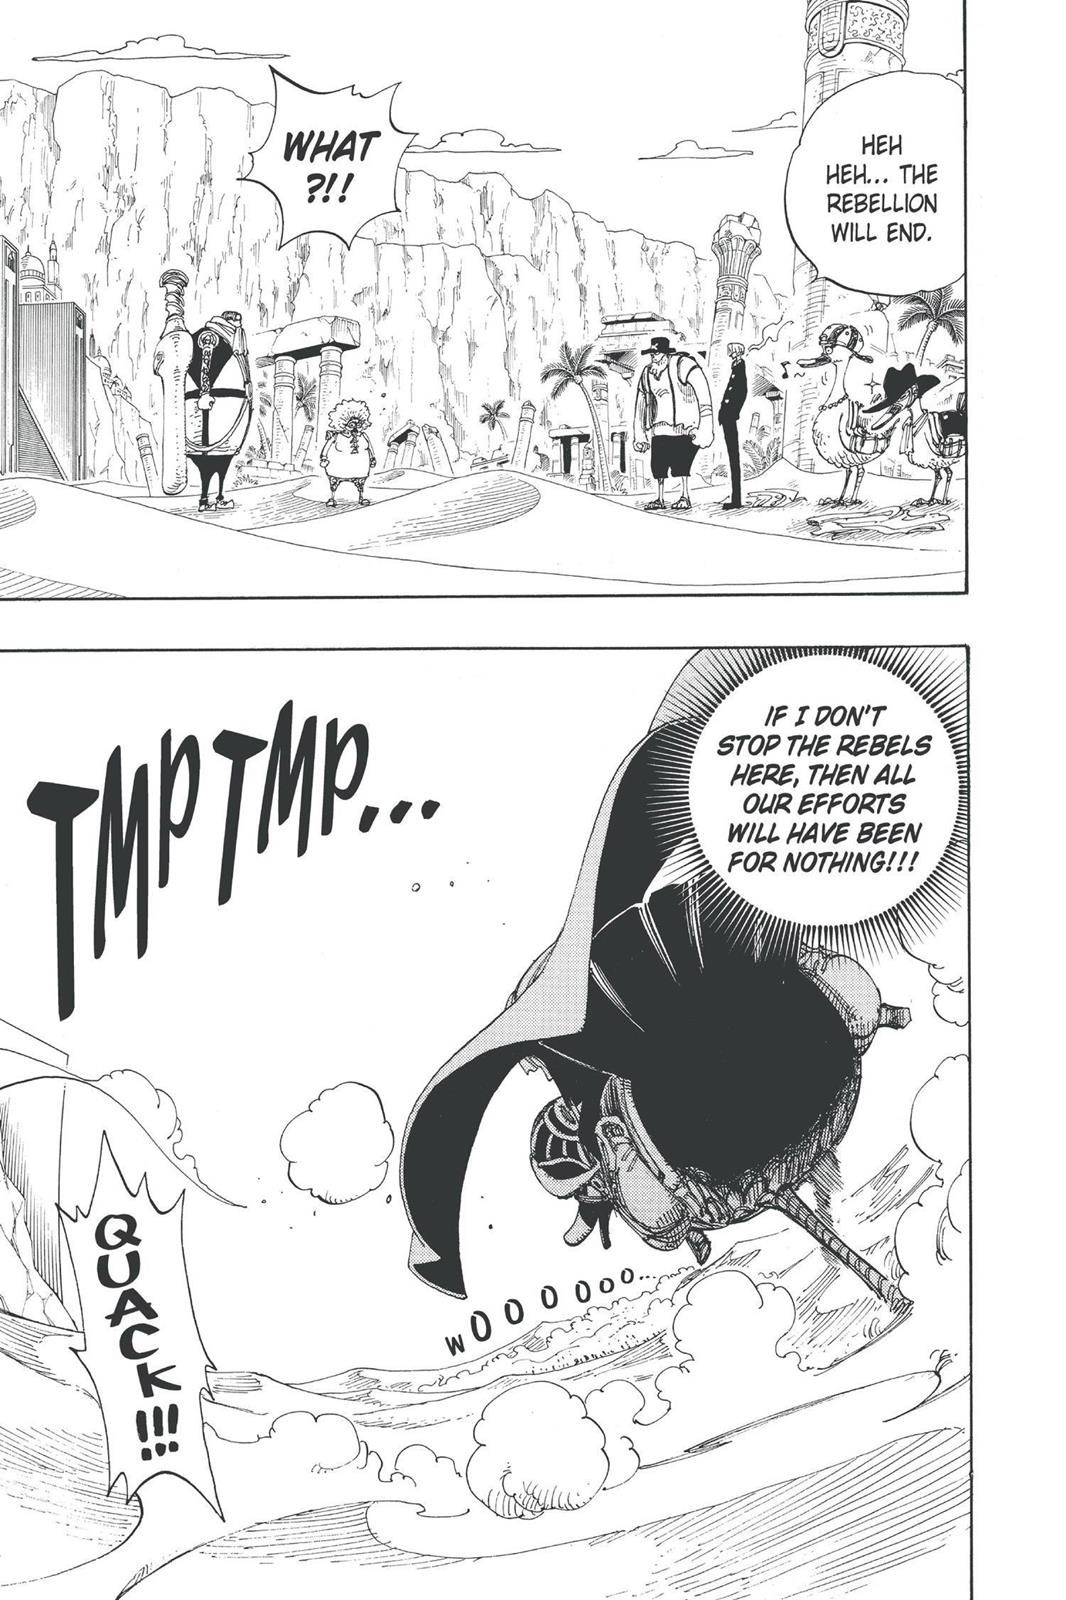 HEH
HEH... THE
REBELLION
WILL END.
WHAT
?!!
IF I DON'T
STOP THE REBELS
HERE, THEN ALL
OUR EFFORTS
WILL HAVE BEEN
FOR NOTHING!!!
TMP TMP...
WOOOOOO...
QUACK!!!